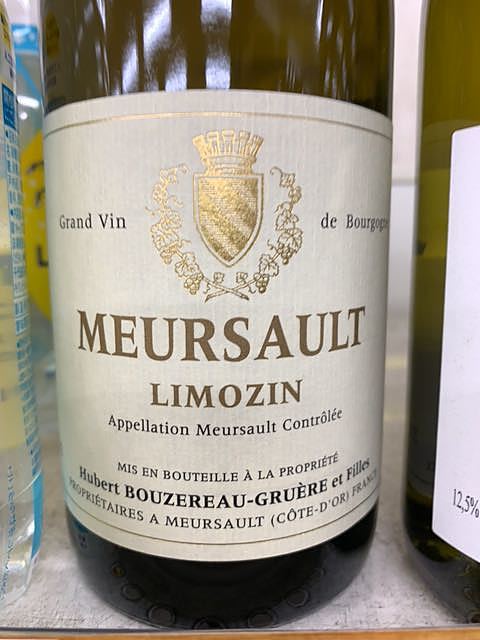 Grand Vin de Bourgogne
MEURSAULT
LIMOZIN
Appellation Meursault Contrôlée
MIS EN BOUTEILLE À LA PROPRIÉTÉ
Hubert BOUZEREAU-GRUÈRE et Filles
PROPRIÉTAIRES A MEURSAULT (CÔTE-D'OR) FRANCE
12,5%